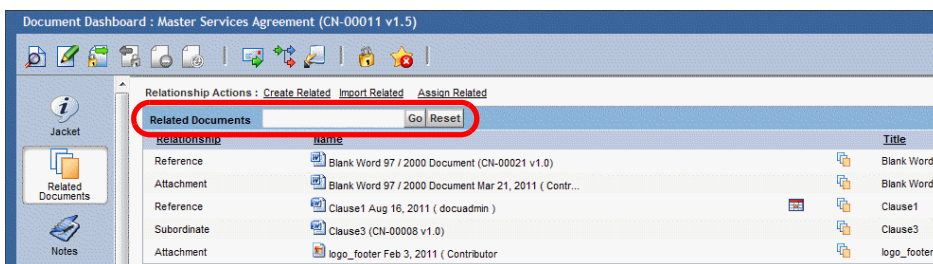 Document Dashboard : Master Services Agreement (CN-00011 v1.5)
Relationship Actions : Create Related Import Related Assign Related
Jacket
Related Documents Go Reset
Relationship Name Title
Reference Blank Word 97 / 2000 Document (CN-00021 v1.0) Blank Word
Related
Documents
Attachment Blank Word 97 / 2000 Document Mar 21, 2011 ( Contr... Blank Word
Reference Clause1 Aug 16, 2011 ( docuadmin ) Clause1
Subordinate Clause3 (CN-00008 v1.0) Clause3
Notes
Attachment logo_footer Feb 3, 2011 ( Contributor logo_footer